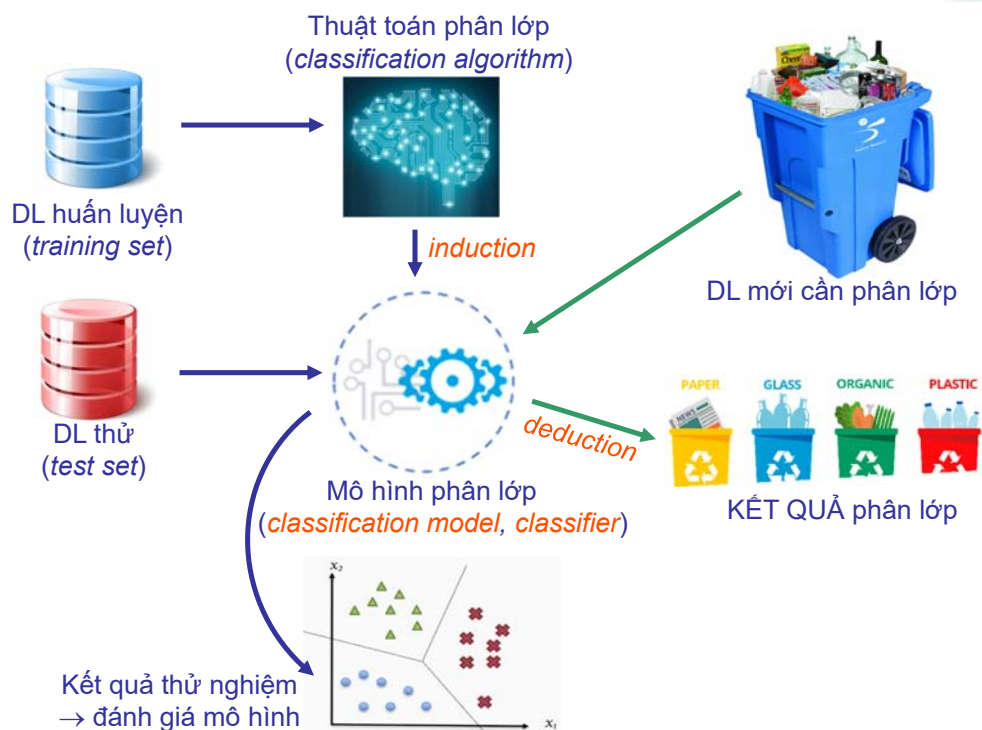 Thuật toán phân lớp
(classification algorithm)
DL huấn luyện
(training set)
induction
DL mới cần phân lớp
DL thử
(test set)
PAPER
GLASS
ORGANIC
PLASTIC
NEWS
deduction
Mô hình phân lớp
(classification model, classifier)
KẾT QUẢ phân lớp
x₂
Kết quả thử nghiệm
→ đánh giá mô hình
x₁